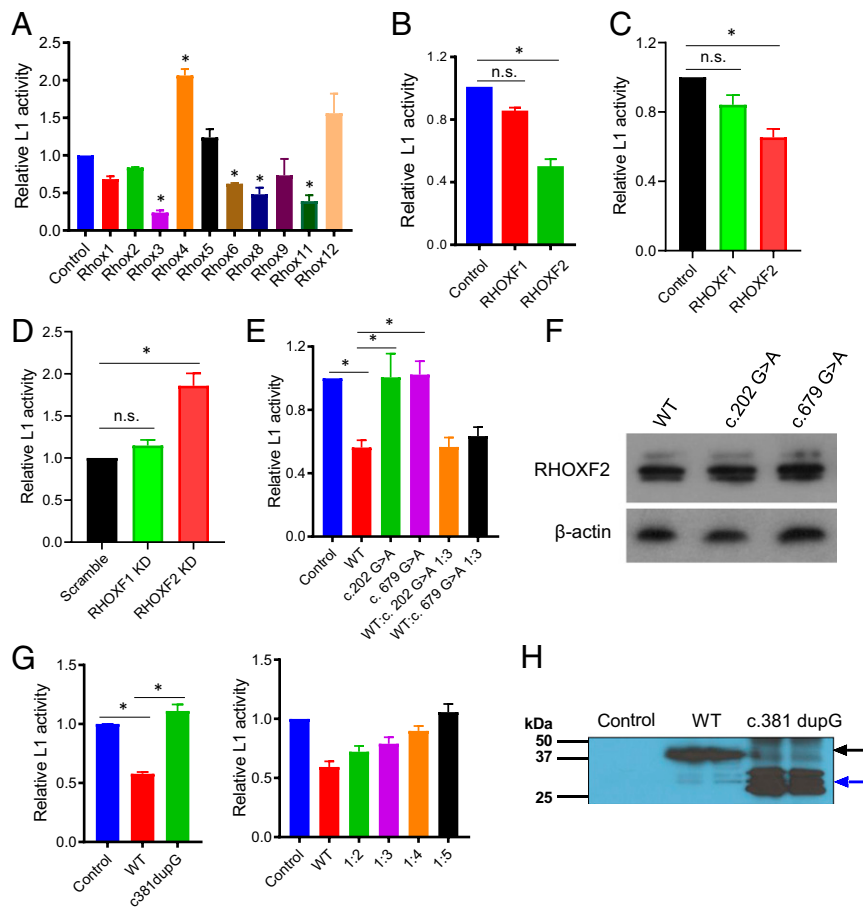 A
Relative L1 activity
2.5
2.0
1.5
1.0
0.5
0.0
*
*
*
*
*
Control
Rhox1
Rhox2
Rhox3
Rhox4
Rhox5
Rhox6
Rhox8
Rhox9
Rhox11
Rhox12
B
Relative L1 activity
1.2
0.8
0.4
0.0
*
n.s.
Control
RHOXF1
RHOXF2
C
Relative L1 activity
1.2
0.8
0.4
0.0
*
n.s.
Control
RHOXF1
RHOXF2
D
Relative L1 activity
2.5
2.0
1.5
1.0
0.5
0.0
*
n.s.
Scramble
RHOXF1 KD
RHOXF2 KD
E
Relative L1 activity
1.2
0.8
0.4
0.0
*
*
*
Control
WT
c.202 G>A
c. 679 G>A
WT:c. 202 G>A 1:3
WT:c. 679 G>A 1:3
F
WT
c.202 G>A
c.679 G>A
RHOXF2
β-actin
G
Relative L1 activity
1.5
1.0
0.5
0.0
*
*
Control
WT
c381dupG
Relative L1 activity
1.5
1.0
0.5
0.0
Control
WT
1:2
1:3
1:4
1:5
H
kDa
Control
WT
c.381 dupG
50
37
25